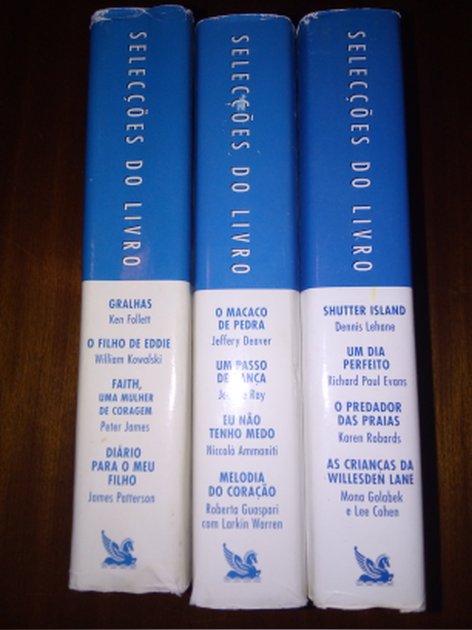 SELECÇÕES DO LIVRO
GRALHAS
Ken Follett
O FILHO DE EDDIE
William Kowalski
FAITH,
UMA MULHER
DE CORAGEM
Peter James
DIÁRIO
PARA O MEU
FILHO
James Patterson
SELECÇÕES DO LIVRO
O MACACO
DE PEDRA
Jeffery Deaver
UM PASSO
DE DANÇA
Ray
EU NÃO
TENHO MEDO
Niccolò Ammaniti
MELODIA
DO CORAÇÃO
Roberta Guaspari
com Larkin Warren
SELECÇÕES DO LIVRO
SHUTTER ISLAND
Dennis Lehane
UM DIA
PERFEITO
Richard Paul Evans
O PREDADOR
DAS PRAIAS
Karen Robards
AS CRIANÇAS DA
WILLESDEN LANE
Mona Golabek
e Lee Cohen